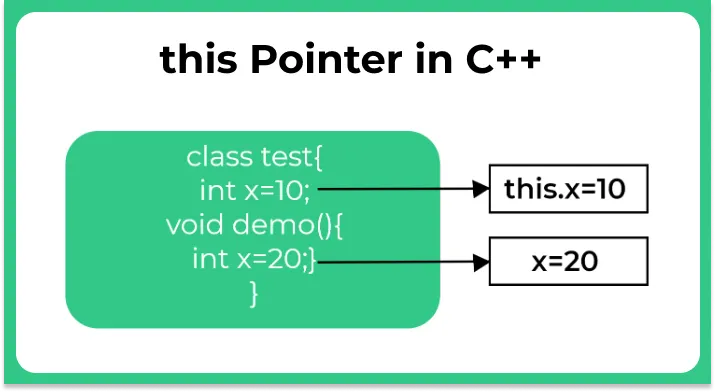 this Pointer in C++
class test{
int x=10;
this.x=10
void demo(){
int x=20;}
x=20
}